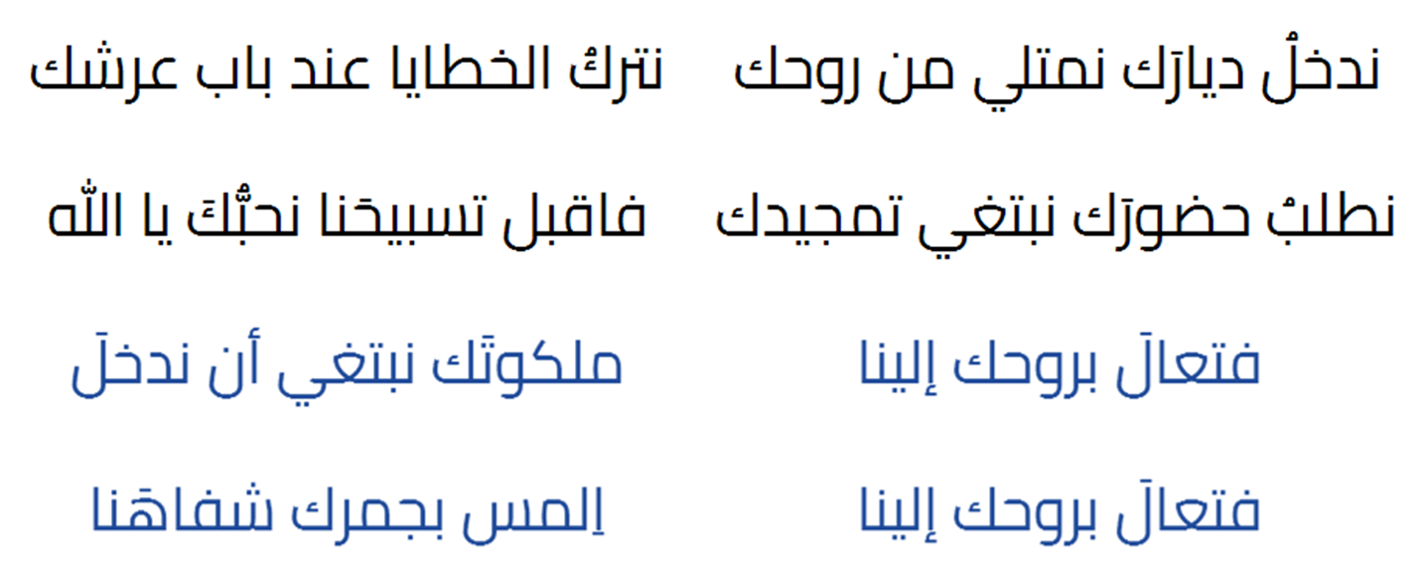 ندخلُ ديارَك نمتلي من روحك نتركُ الخطايا عند باب عرشك
نطلبُ حضورَك نبتغي تمجيدك فاقبل تسبيحَنا نحبُّكَ يا الله
فتعالَ بروحك إلينا ملكوتَك نبتغي أن ندخلَ
فتعالَ بروحك إلينا اِلمس بجمرك شفاهَنا